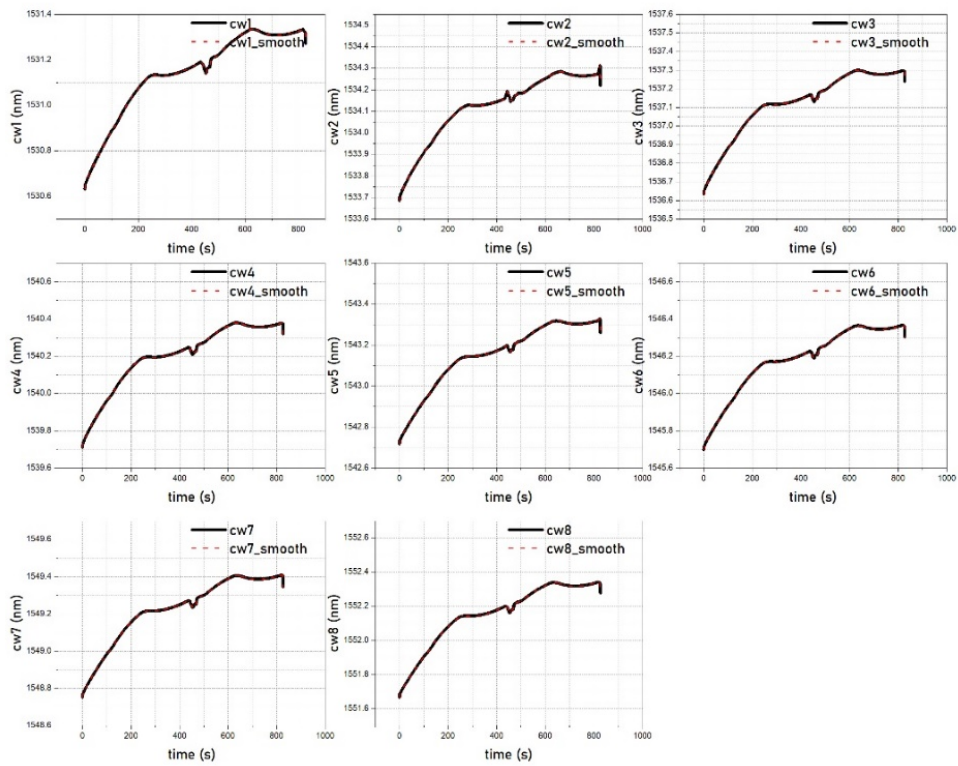 cw1
cw1_smooth
cw1 (nm)
1531.4
1531.2
1531.0
1530.8
1530.6
0 200 400 600 800
time (s)
cw2
cw2_smooth
cw2 (nm)
1534.5
1534.4
1534.3
1534.2
1534.1
1534.0
1533.9
1533.8
1533.7
1533.6
0 200 400 600 800 1000
time (s)
cw3
cw3_smooth
cw3 (nm)
1537.6
1537.5
1537.4
1537.3
1537.2
1537.1
1537.0
1536.9
1536.8
1536.7
1536.6
1536.5
0 200 400 600 800 1000
time (s)
cw4
cw4_smooth
cw4 (nm)
1540.6
1540.4
1540.2
1540.0
1539.8
1539.6
0 200 400 600 800 1000
time (s)
cw5
cw5_smooth
cw5 (nm)
1543.6
1543.4
1543.2
1543.0
1542.8
1542.6
0 200 400 600 800 1000
time (s)
cw6
cw6_smooth
cw6 (nm)
1546.6
1546.4
1546.2
1546.0
1545.8
1545.6
0 200 400 600 800 1000
time (s)
cw7
cw7_smooth
cw7 (nm)
1549.6
1549.4
1549.2
1549.0
1548.8
1548.6
0 200 400 600 800 1000
time (s)
cw8
cw8_smooth
cw8 (nm)
1552.6
1552.4
1552.2
1552.0
1551.8
1551.6
0 200 400 600 800 1000
time (s)